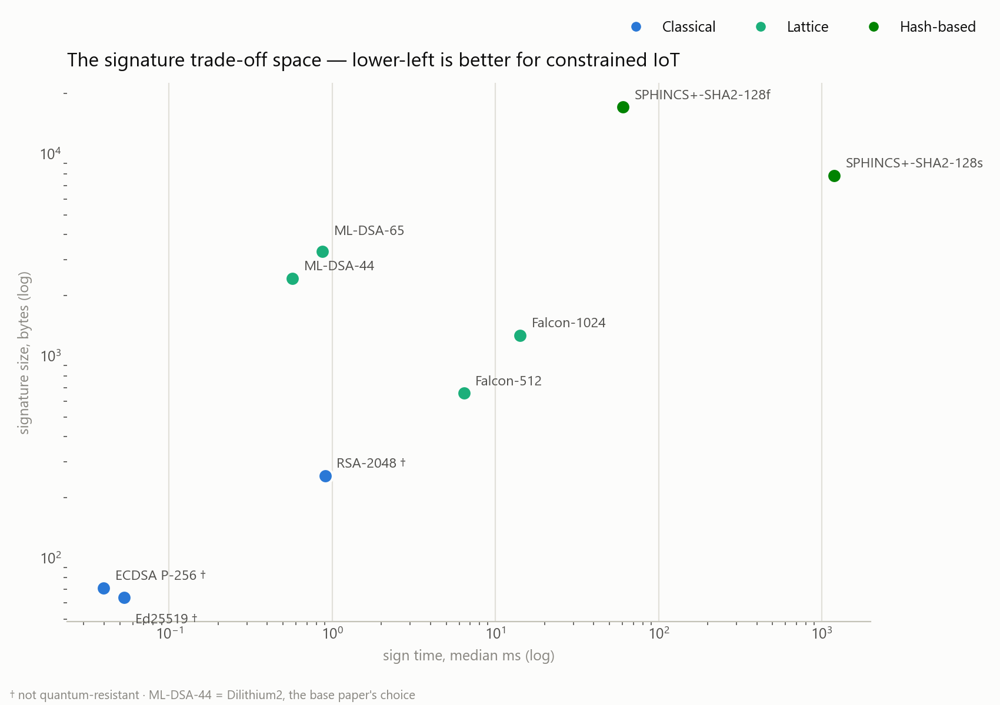 Classical Lattice Hash-based
The signature trade-off space — lower-left is better for constrained IoT
SPHINCS+-SHA2-128f
10⁴
SPHINCS+-SHA2-128s
ML-DSA-65
ML-DSA-44
signature size, bytes (log)
Falcon-1024
10³
Falcon-512
RSA-2048 †
10²
ECDSA P-256 †
Ed25519 †
10⁻¹ 10⁰ 10¹ 10² 10³
sign time, median ms (log)
† not quantum-resistant · ML-DSA-44 = Dilithium2, the base paper's choice